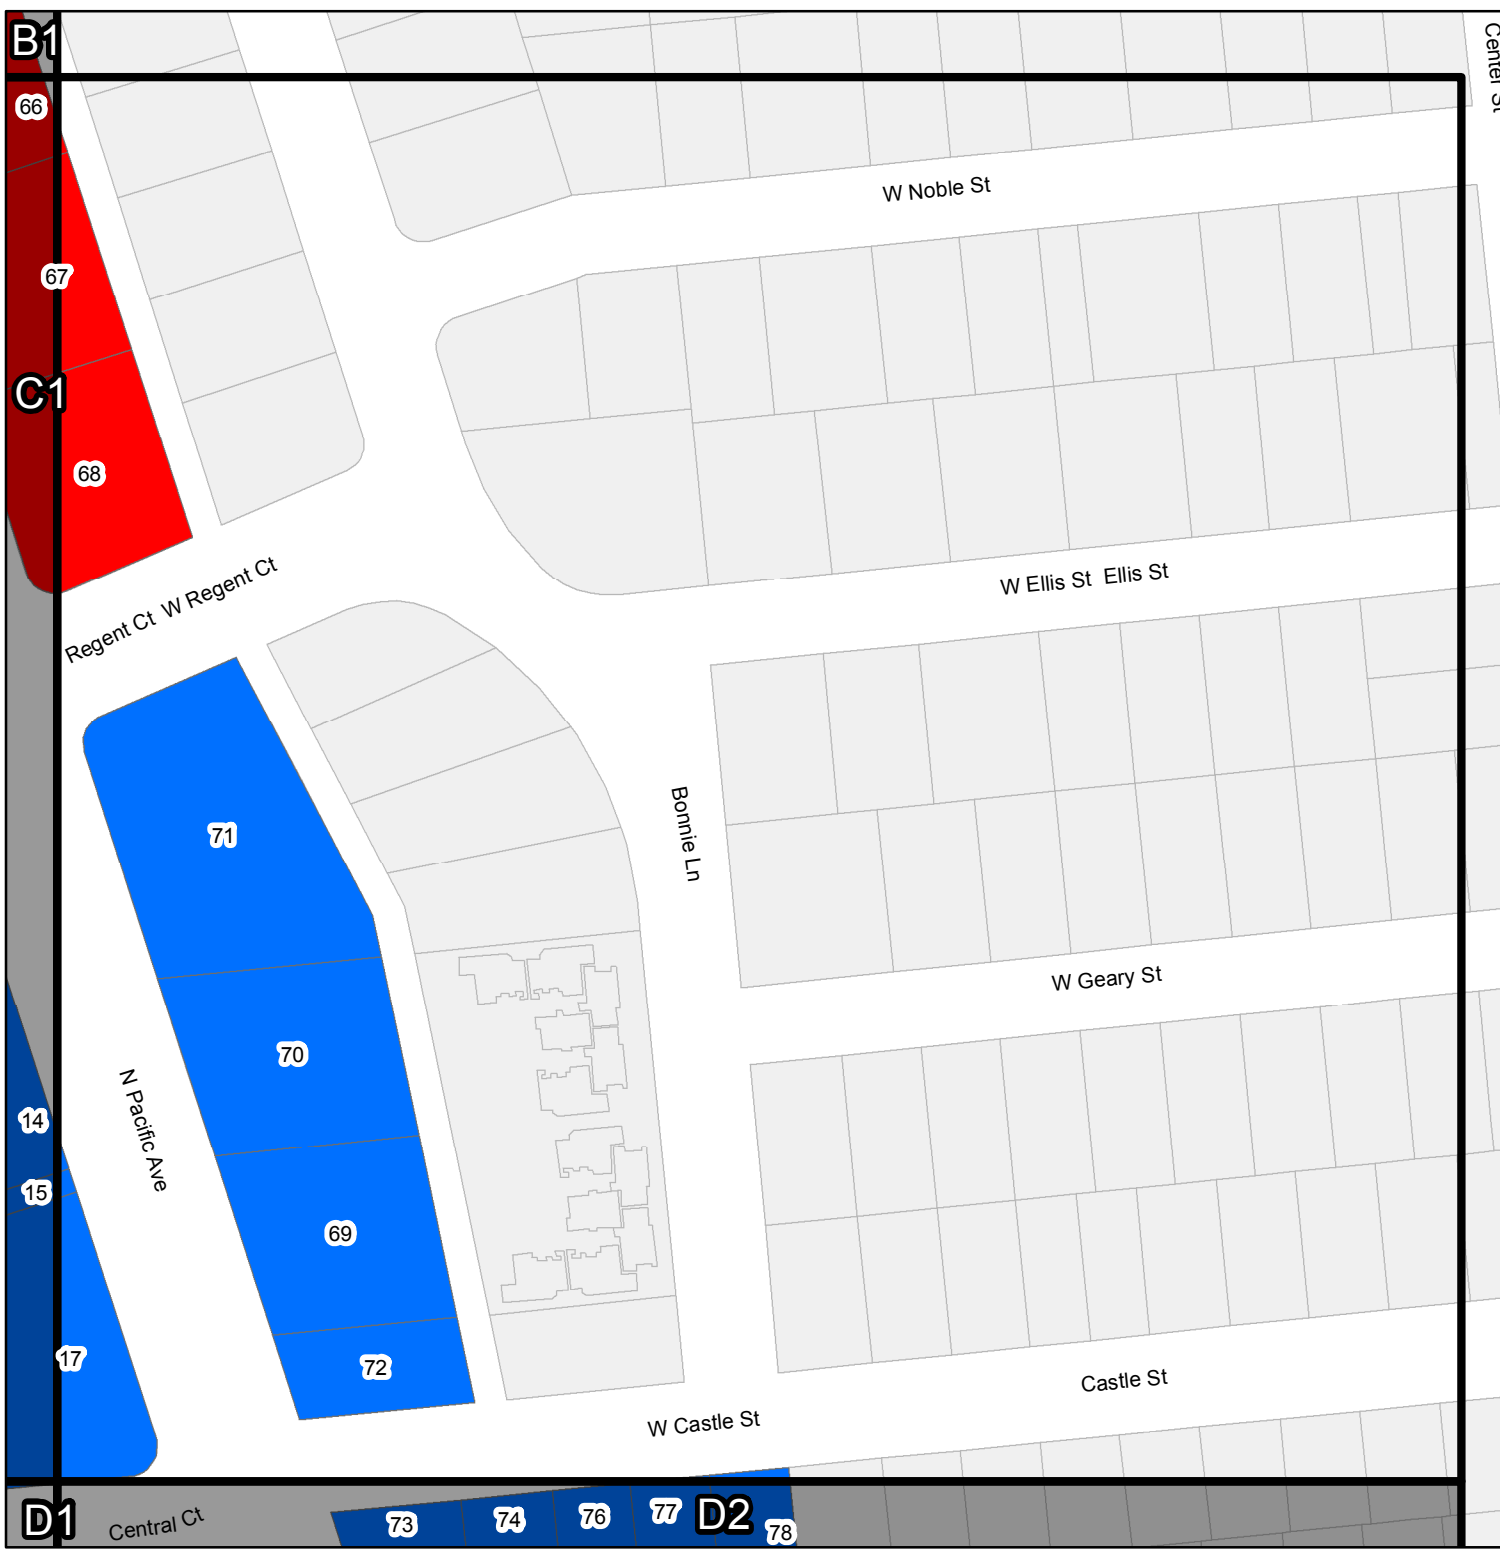 B1
Center St
66
W Noble St
67
C1
68
W Regent Ct
Regent Ct
W Ellis St
Ellis St
71
Bonnie Ln
W Geary St
70
N Pacific Ave
14
15
69
17
72
Castle St
W Castle St
D1
Central Ct
73
74
76
77
D2
78